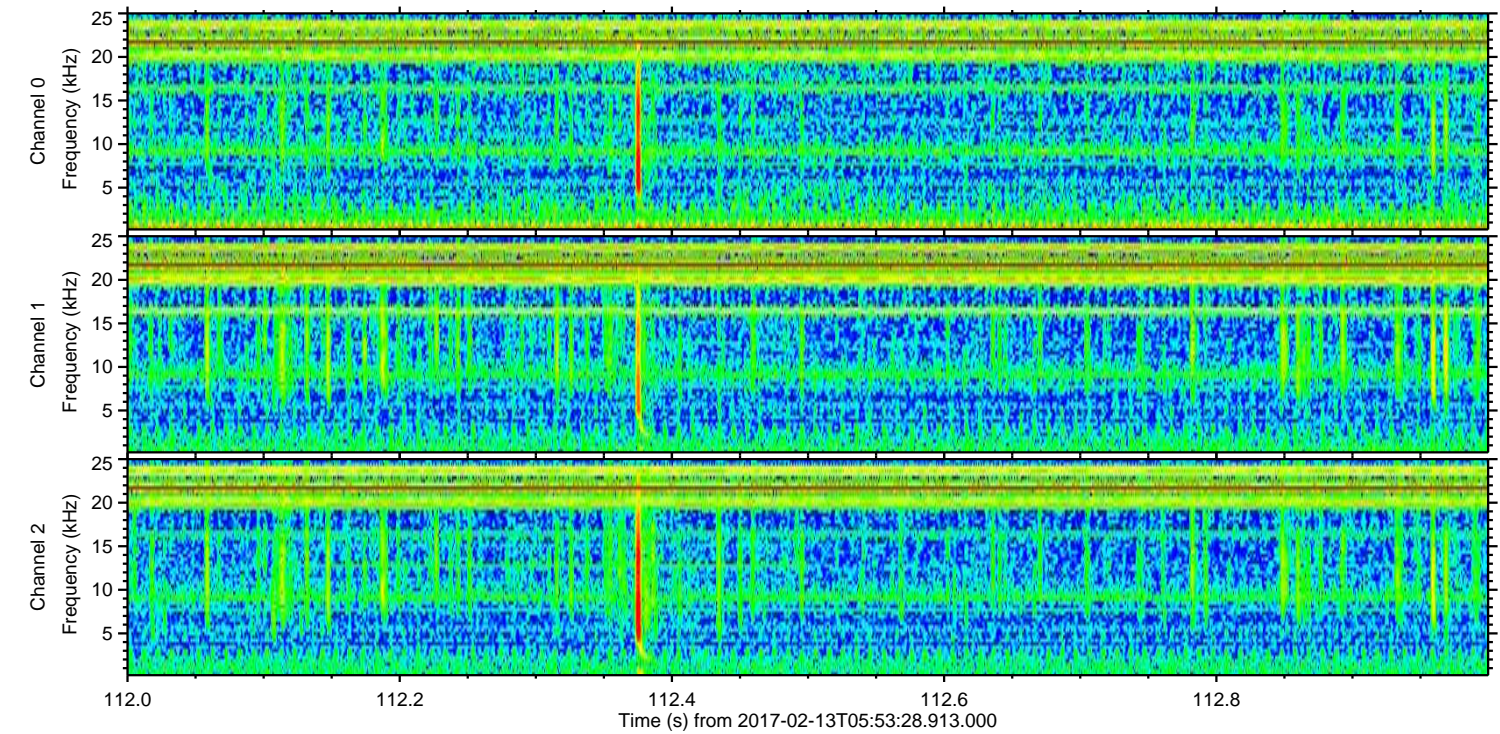 25
20
15
10
5
Channel 0
Frequency (kHz)
25
20
15
10
5
Channel 1
Frequency (kHz)
25
20
15
10
5
Channel 2
Frequency (kHz)
112.0 112.2 112.4 112.6 112.8
Time (s) from 2017-02-13T05:53:28.913.000